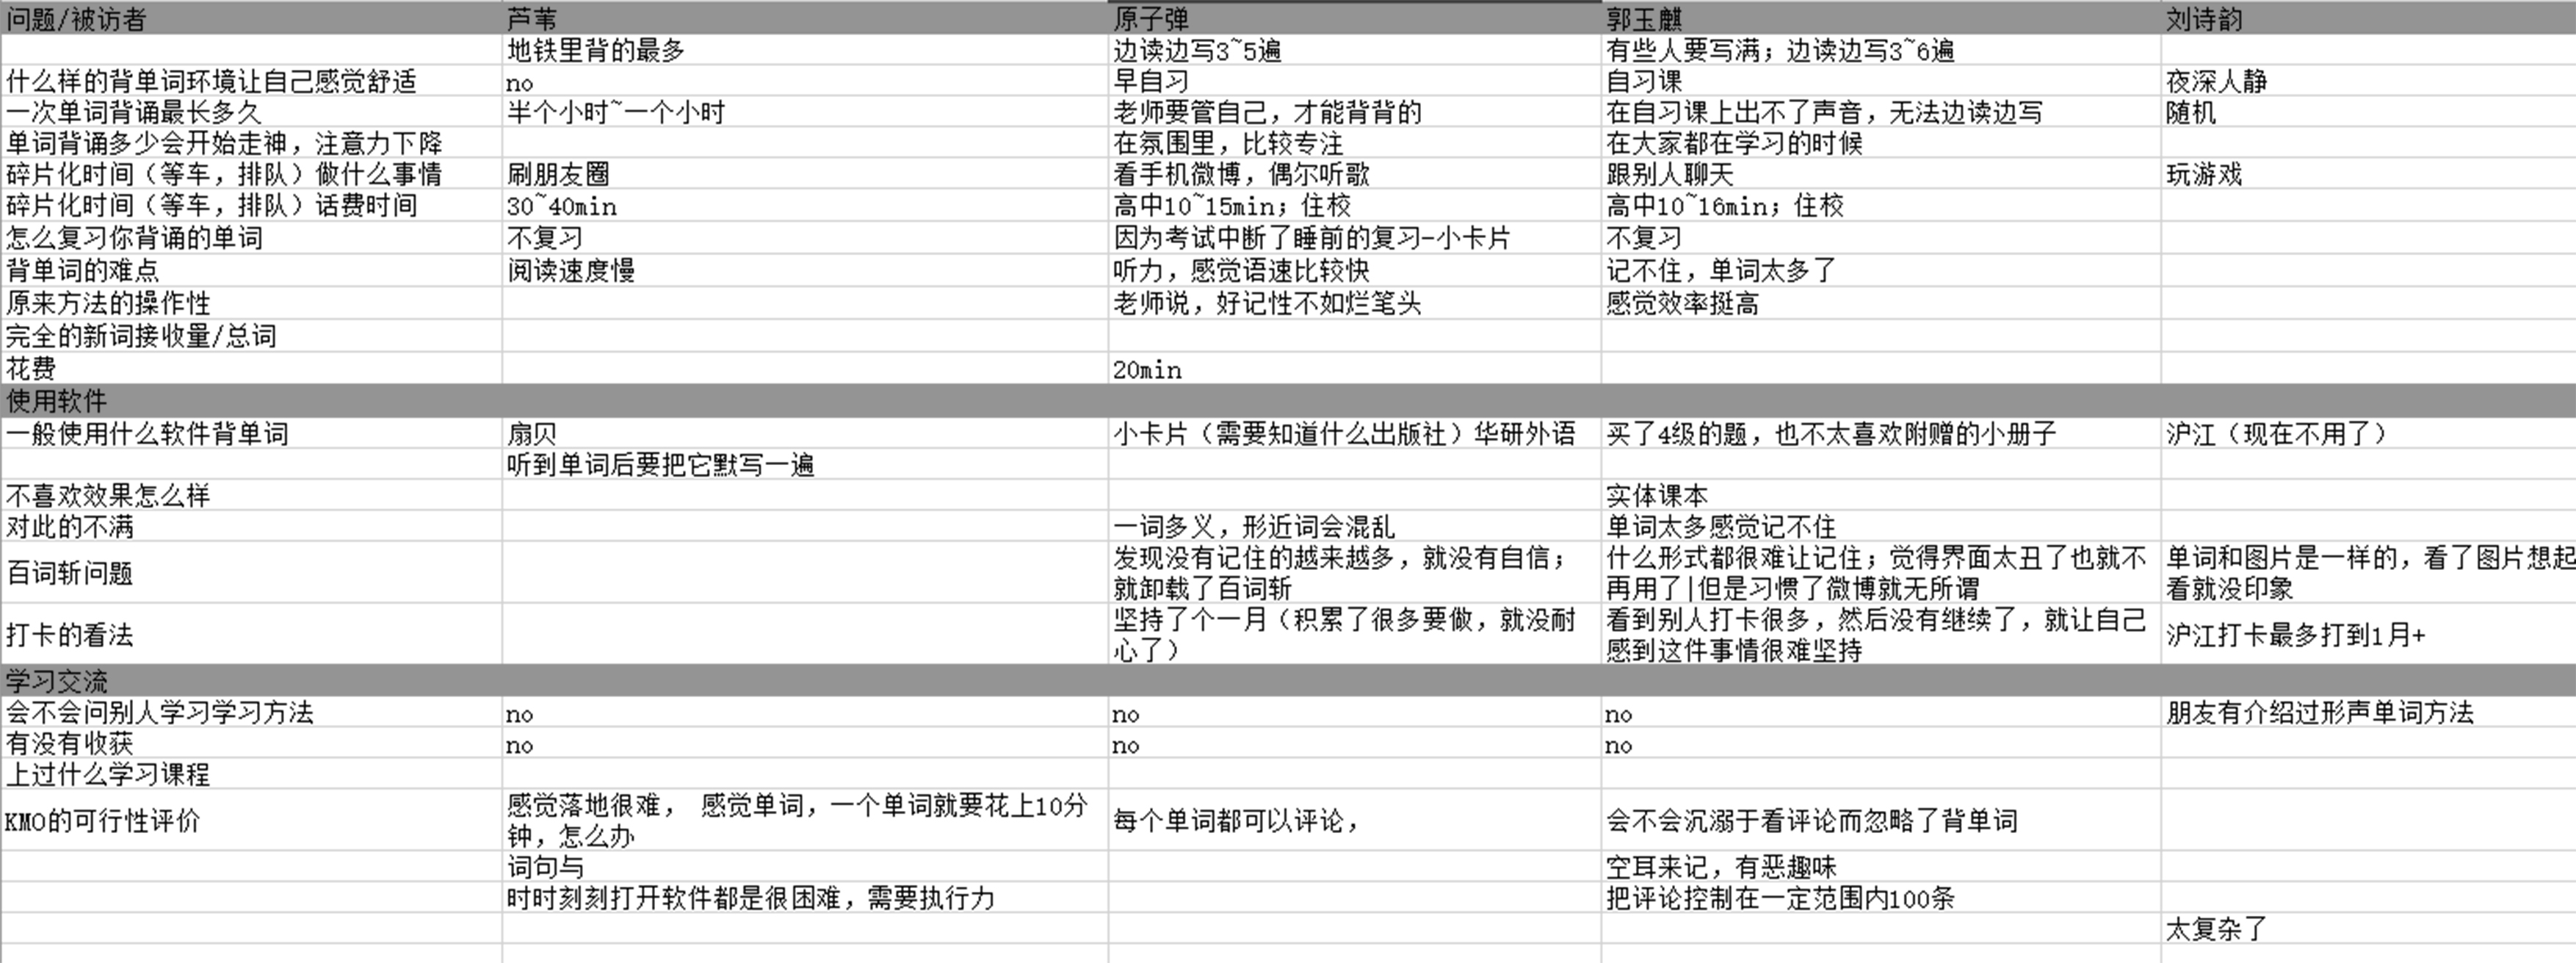 问题/被访者 芦苇 原子弹 郭玉麒 刘诗韵
地铁里背的最多 边读边写3~5遍 有些人要写满；边读边写3~6遍
什么样的背单词环境让自己感觉舒适 no 早自习 自习课 夜深人静
一次单词背诵最长多久 半个小时~一个小时 老师要管自己，才能背背的 在自习课上出不了声音，无法边读边写 随机
单词背诵多少会开始走神，注意力下降 在氛围里，比较专注 在大家都在学习的时候
碎片化时间（等车，排队）做什么事情 刷朋友圈 看手机微博，偶尔听歌 跟别人聊天 玩游戏
碎片化时间（等车，排队）话费时间 30~40min 高中10~15min；住校 高中10~16min；住校
怎么复习你背诵的单词 不复习 因为考试中断了睡前的复习-小卡片 不复习
背单词的难点 阅读速度慢 听力，感觉语速比较快 记不住，单词太多了
原来方法的操作性 老师说，好记性不如烂笔头 感觉效率挺高
完全的新词接收量/总词
花费 20min
使用软件
一般使用什么软件背单词 扇贝 小卡片（需要知道什么出版社）华研外语 买了4级的题，也不太喜欢附赠的小册子 沪江（现在不用了）
听到单词后要把它默写一遍
不喜欢效果怎么样 实体课本
对此的不满 一词多义，形近词会混乱 单词太多感觉记不住
百词斩问题 发现没有记住的越来越多，就没有自信；
就卸载了百词斩
什么形式都很难让记住；觉得界面太丑了也就不
再用了|但是习惯了微博就无所谓
单词和图片是一样的，看了图片想起
看就没印象
打卡的看法 坚持了个一月（积累了很多要做，就没耐
心了）
看到别人打卡很多，然后没有继续了，就让自己
感到这件事情很难坚持
沪江打卡最多打到1月+
学习交流
会不会问别人学习学习方法 no no no 朋友有介绍过形声单词方法
有没有收获 no no no
上过什么学习课程
KMO的可行性评价 感觉落地很难， 感觉单词，一个单词就要花上10分
钟，怎么办
每个单词都可以评论，
会不会沉溺于看评论而忽略了背单词
词句与 空耳来记，有恶趣味
时时刻刻打开软件都是很困难，需要执行力 把评论控制在一定范围内100条
太复杂了